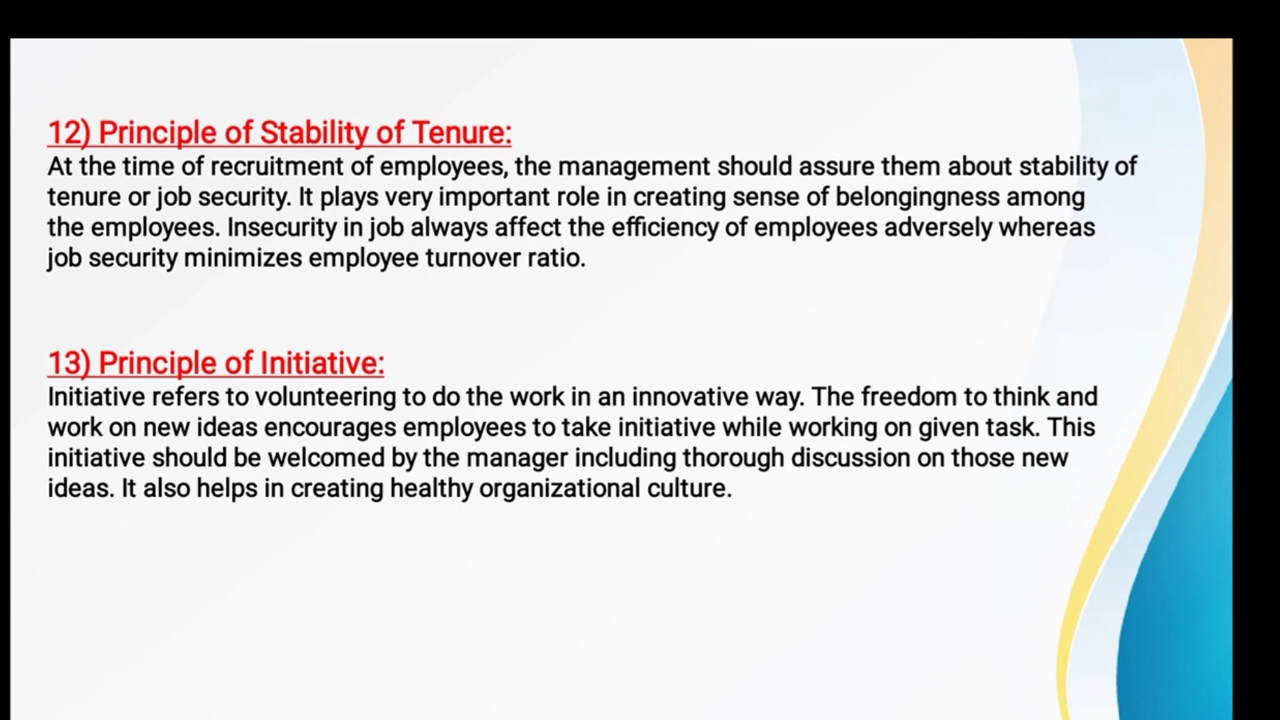 12) Principle of Stability of Tenure:
At the time of recruitment of employees, the management should assure them about stability of
tenure or job security. It plays very important role in creating sense of belongingness among
the employees. Insecurity in job always affect the efficiency of employees adversely whereas
job security minimizes employee turnover ratio.
13) Principle of Initiative:
Initiative refers to volunteering to do the work in an innovative way. The freedom to think and
work on new ideas encourages employees to take initiative while working on given task. This
initiative should be welcomed by the manager including thorough discussion on those new
ideas. It also helps in creating healthy organizational culture.